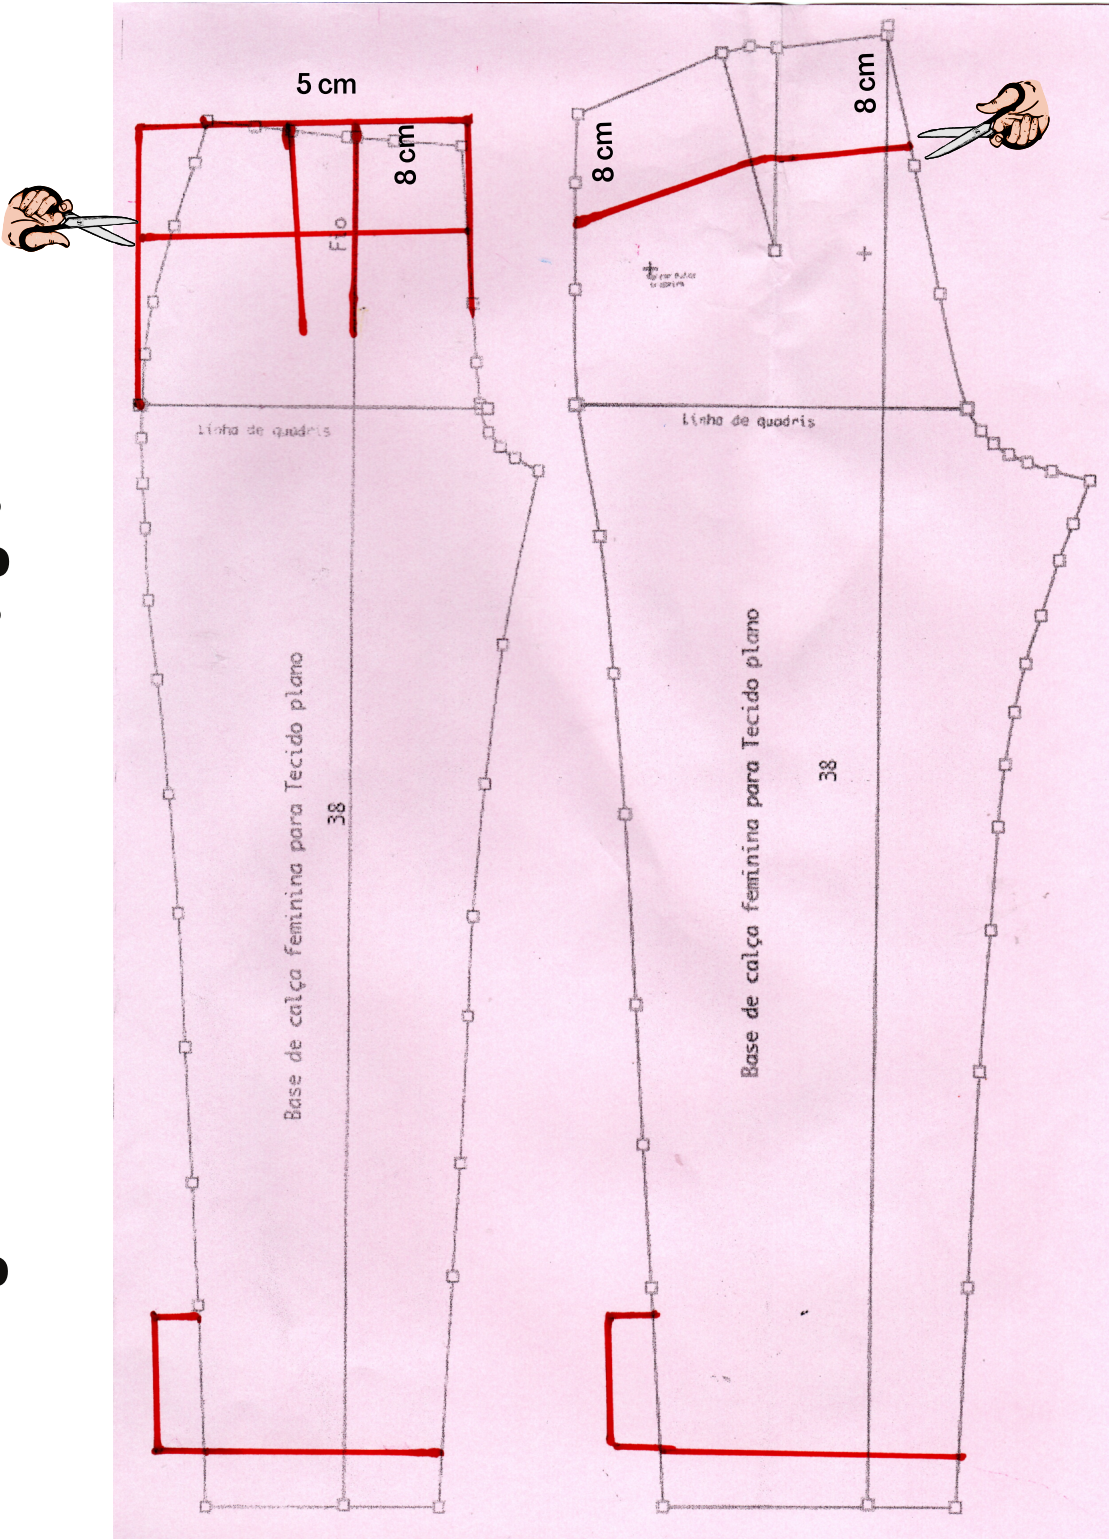 5 cm
8 cm
Fio
8 cm
8 cm
Linha de quadris
Linha de quadris
Base de calça feminina para Tecido plano
38
Base de calça feminina para Tecido plano
38